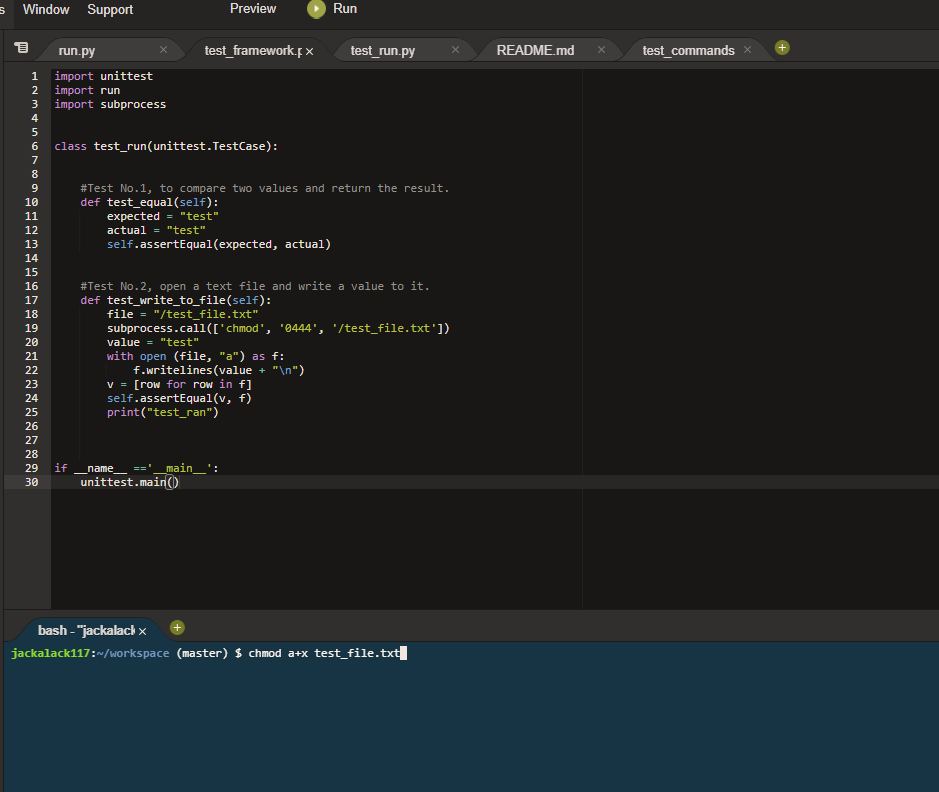 s Window Support Preview Run
run.py × test_framework.p × test_run.py × README.md × test_commands × +
1 import unittest
2 import run
3 import subprocess
4
5
6 class test_run(unittest.TestCase):
7
8
9 #Test No.1, to compare two values and return the result.
10 def test_equal(self):
11 expected = "test"
12 actual = "test"
13 self.assertEqual(expected, actual)
14
15
16 #Test No.2, open a text file and write a value to it.
17 def test_write_to_file(self):
18 file = "/test_file.txt"
19 subprocess.call(['chmod', '0444', '/test_file.txt'])
20 value = "test"
21 with open (file, "a") as f:
22 f.writelines(value + "\n")
23 v = [row for row in f]
24 self.assertEqual(v, f)
25 print("test_ran")
26
27
28
29 if __name__ =='__main__':
30 unittest.main()
bash - "jackalack × +
jackalack117:~/workspace (master) $ chmod a+x test_file.txt